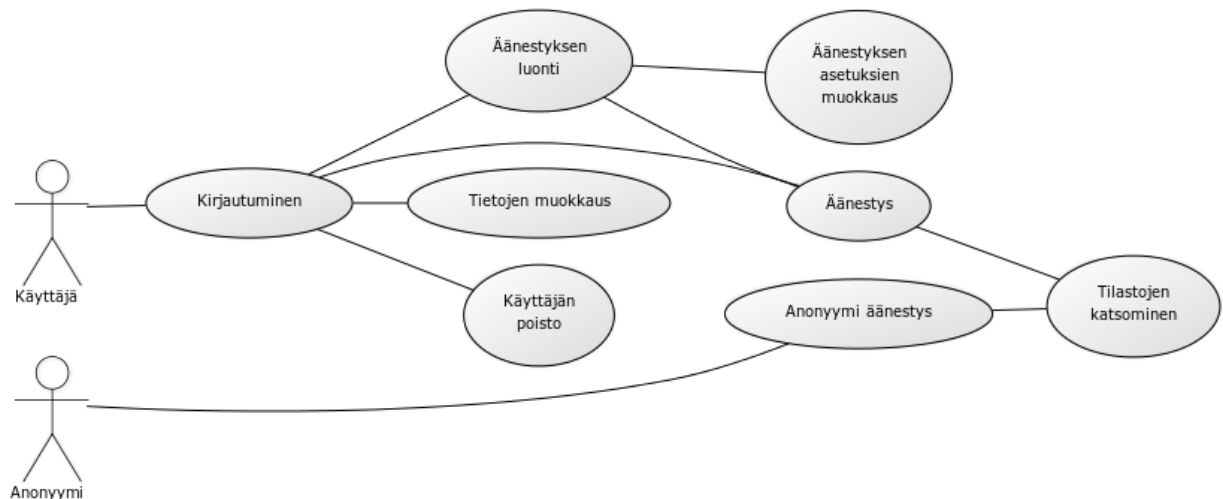 Äänestyksen
luonti
Äänestyksen
asetuksien
muokkaus
Kirjautuminen
Tietojen muokkaus
Äänestys
Käyttäjä
Käyttäjän
poisto
Anonyymi äänestys
Tilastojen
katsominen
Anonyymi